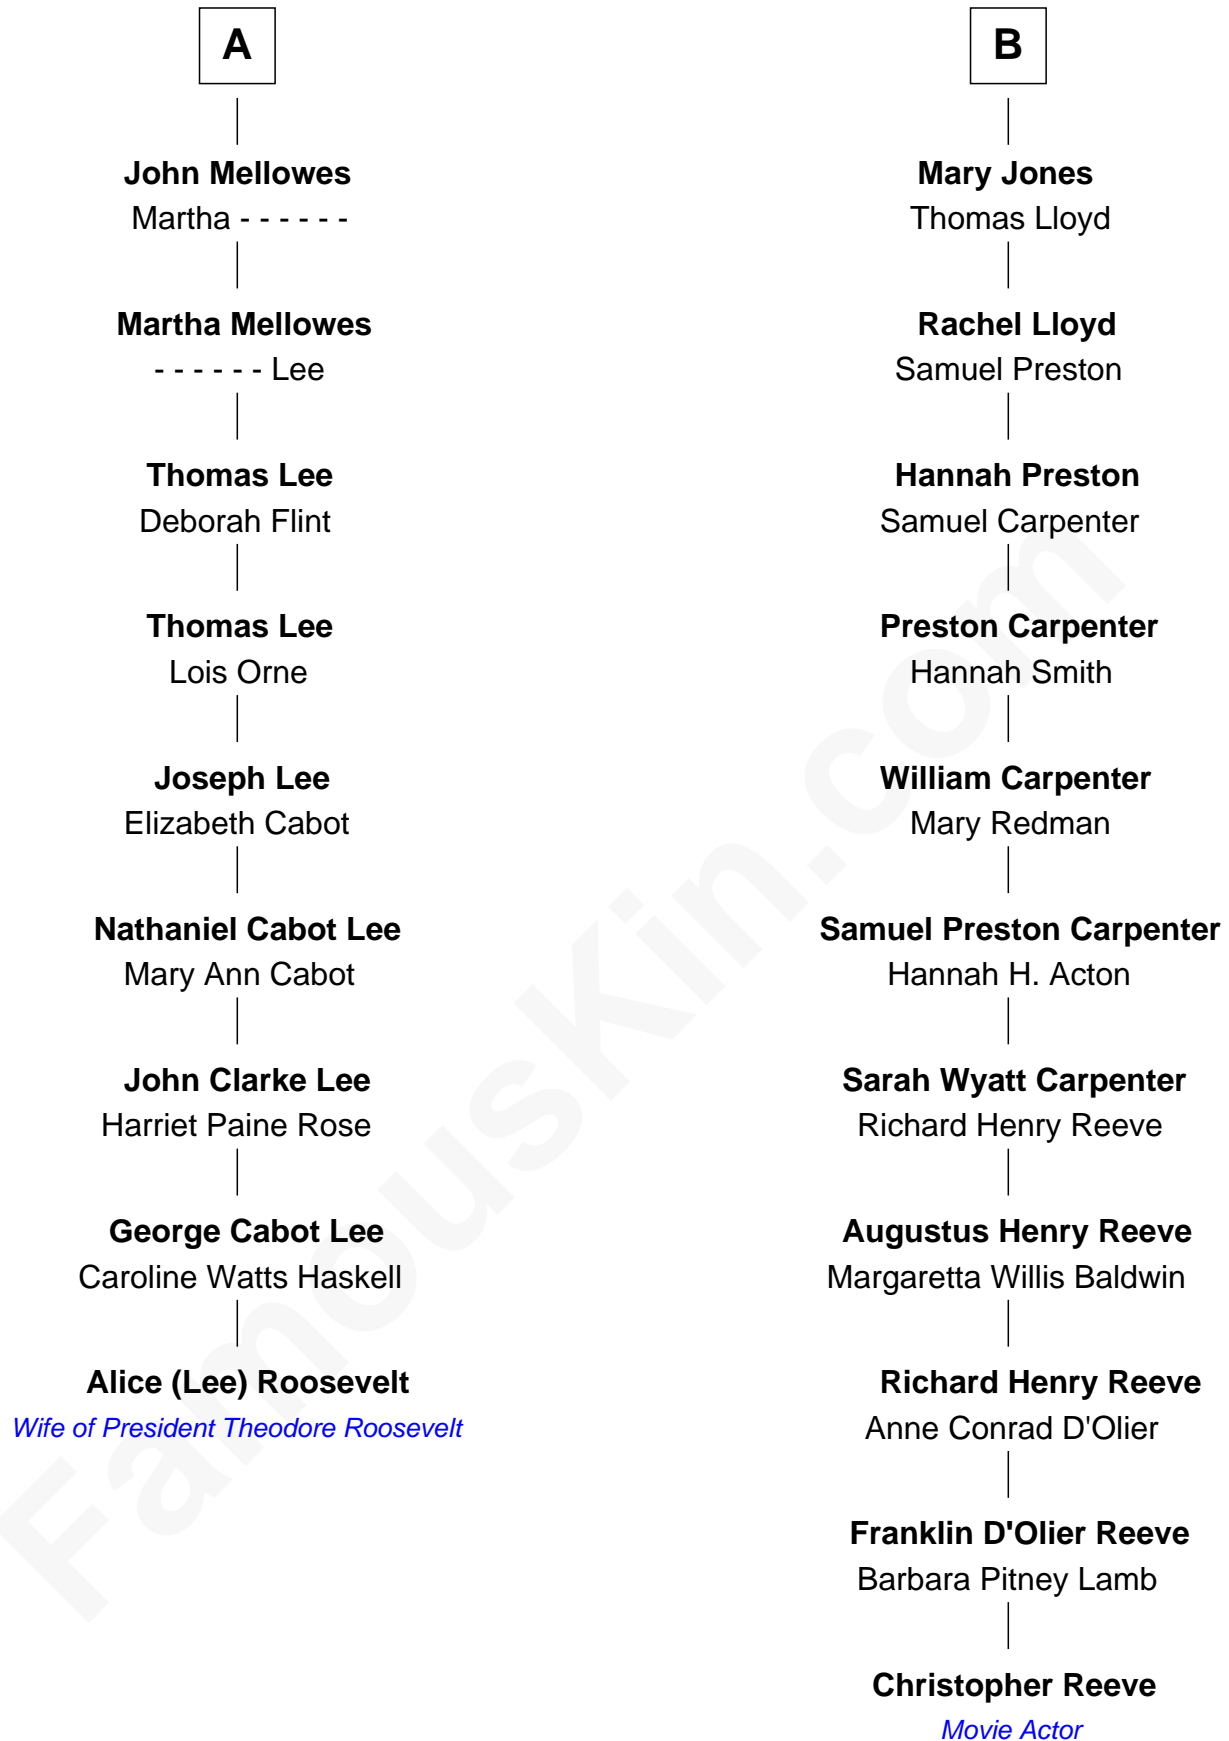 A
John Mellowes
Martha - - - - - -
Martha Mellowes
- - - - - - Lee
Thomas Lee
Deborah Flint
Thomas Lee
Lois Orne
Joseph Lee
Elizabeth Cabot
Nathaniel Cabot Lee
Mary Ann Cabot
John Clarke Lee
Harriet Paine Rose
George Cabot Lee
Caroline Watts Haskell
Alice (Lee) Roosevelt
Wife of President Theodore Roosevelt
B
Mary Jones
Thomas Lloyd
Rachel Lloyd
Samuel Preston
Hannah Preston
Samuel Carpenter
Preston Carpenter
Hannah Smith
William Carpenter
Mary Redman
Samuel Preston Carpenter
Hannah H. Acton
Sarah Wyatt Carpenter
Richard Henry Reeve
Augustus Henry Reeve
Margaretta Willis Baldwin
Richard Henry Reeve
Anne Conrad D'Olier
Franklin D'Olier Reeve
Barbara Pitney Lamb
Christopher Reeve
Movie Actor
FamousKin.com